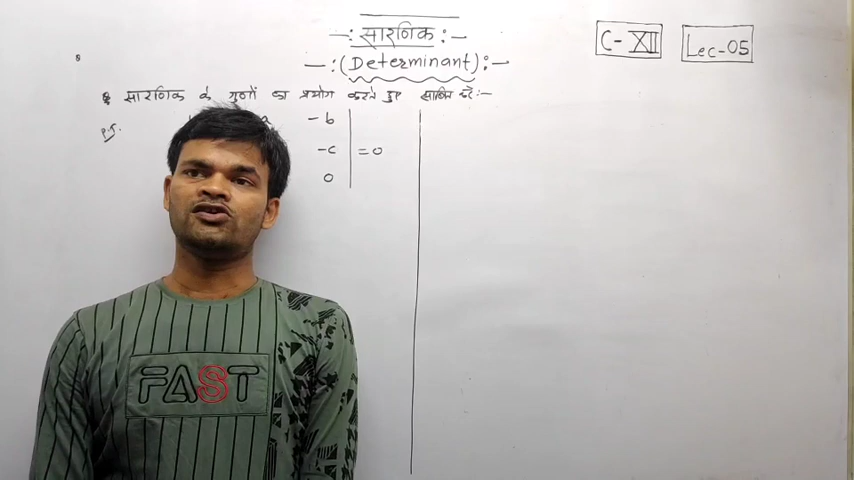 —: सारणिक :—
C- XII
Lec-05
—:(Determinant):—
सारणिक के गुणों का प्रयोग करते हुए साबित करें:-
-b
-c = 0
0
FAST